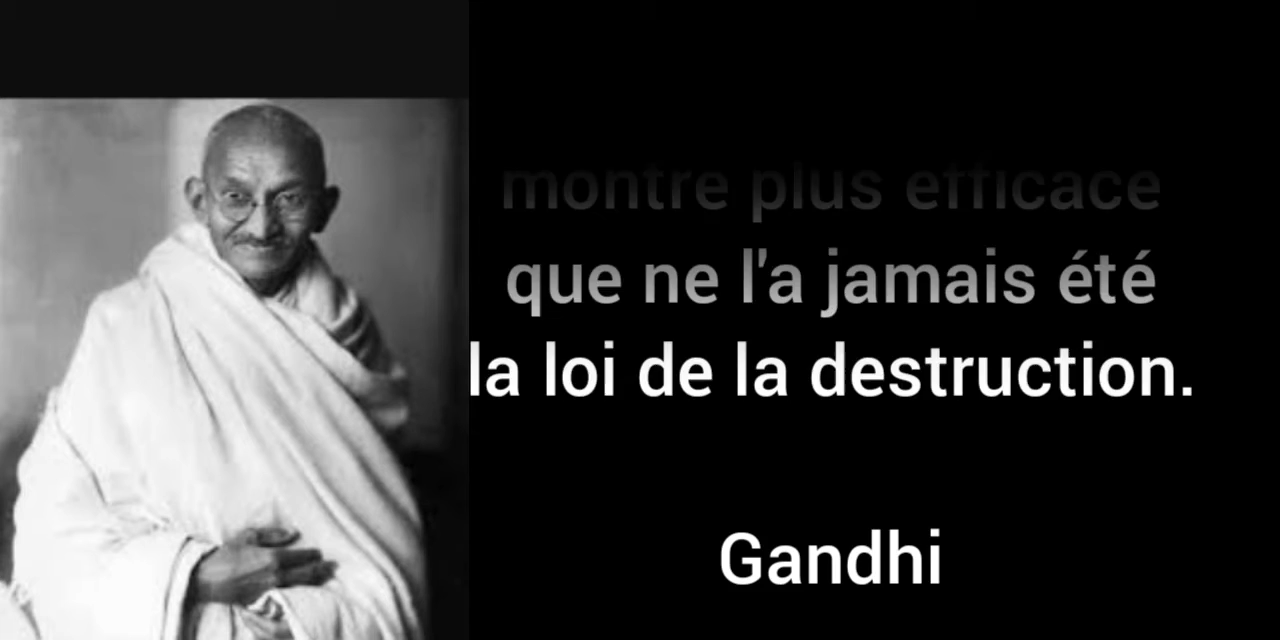 montre plus efficace
que ne l'a jamais été
la loi de la destruction.
Gandhi